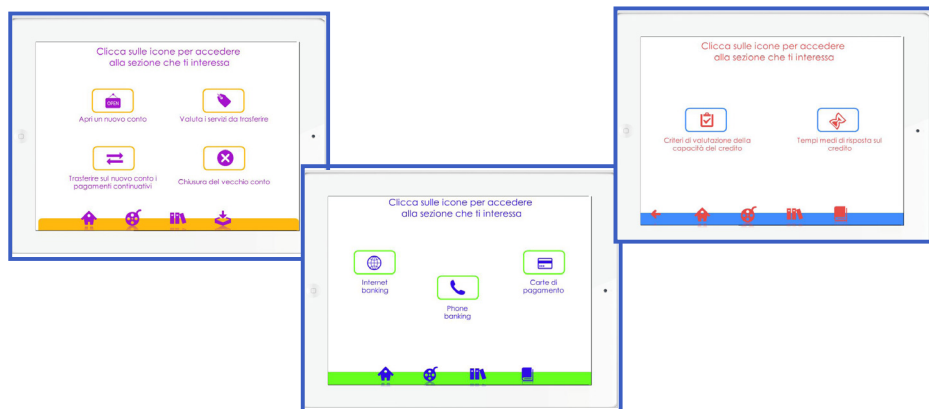 Clicca sulle icone per accedere
alla sezione che ti interessa
OPEN
Apri un nuovo conto
Valuta i servizi da trasferire
Trasferire sul nuovo conto i
pagamenti continuativi
Chiusura del vecchio conto
Clicca sulle icone per accedere
alla sezione che ti interessa
Internet
banking
Phone
banking
Carte di
pagamento
Clicca sulle icone per accedere
alla sezione che ti interessa
Criteri di valutazione della
capacità del credito
Tempi medi di risposta sul
credito